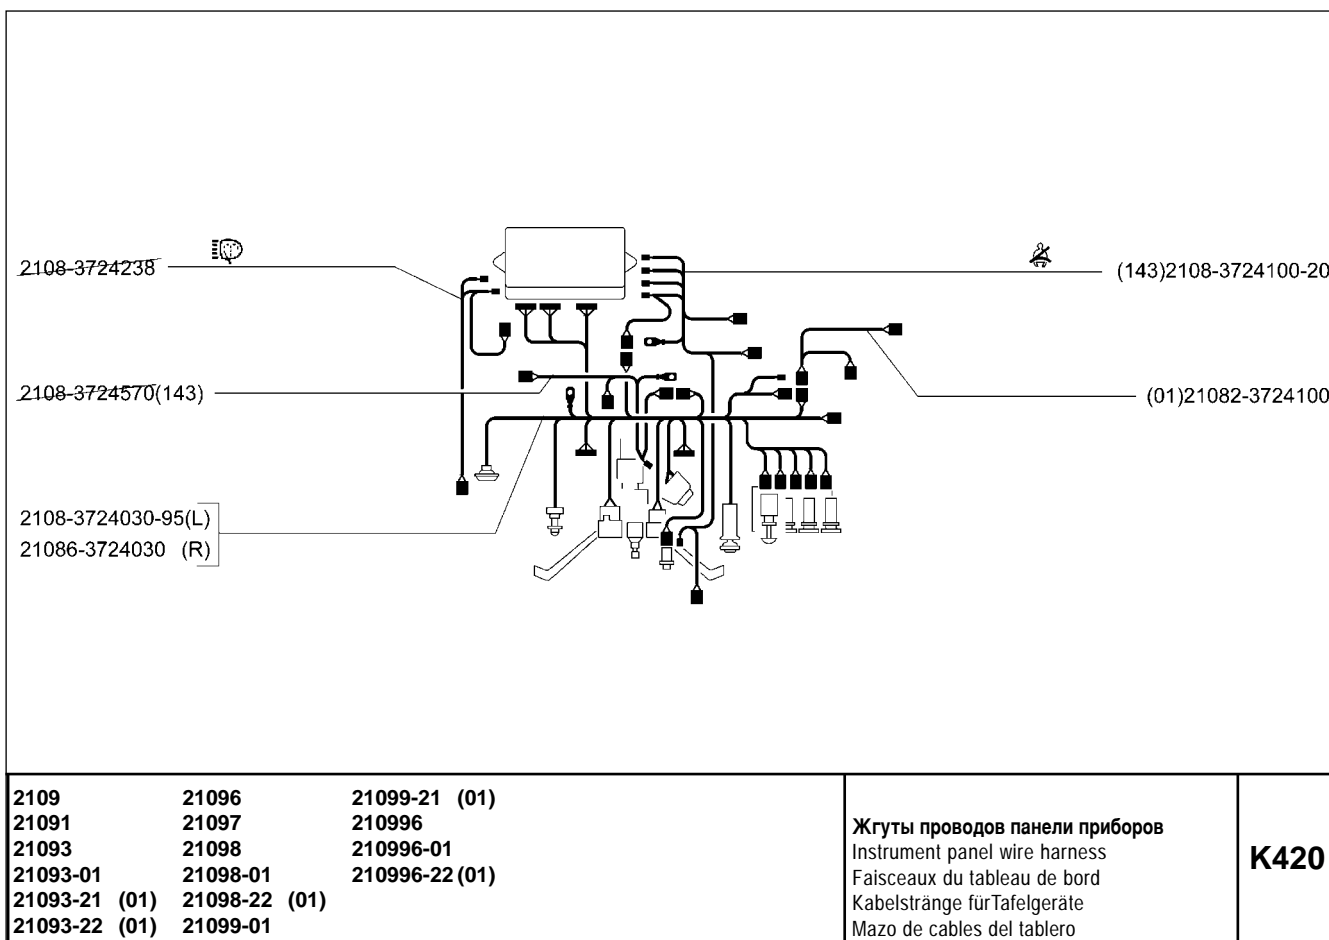 2108-3724238
(143)2108-3724100-20
2108-3724570(143)
(01)21082-3724100
2108-3724030-95(L)
21086-3724030 (R)
2109 21096 21099-21 (01)
21091 21097 210996
21093 21098 210996-01
21093-01 21098-01 210996-22 (01)
21093-21 (01) 21098-22 (01)
21093-22 (01) 21099-01
Жгуты проводов панели приборов
Instrument panel wire harness
Faisceaux du tableau de bord
Kabelstränge fürTafelgeräte
Mazo de cables del tablero
K420